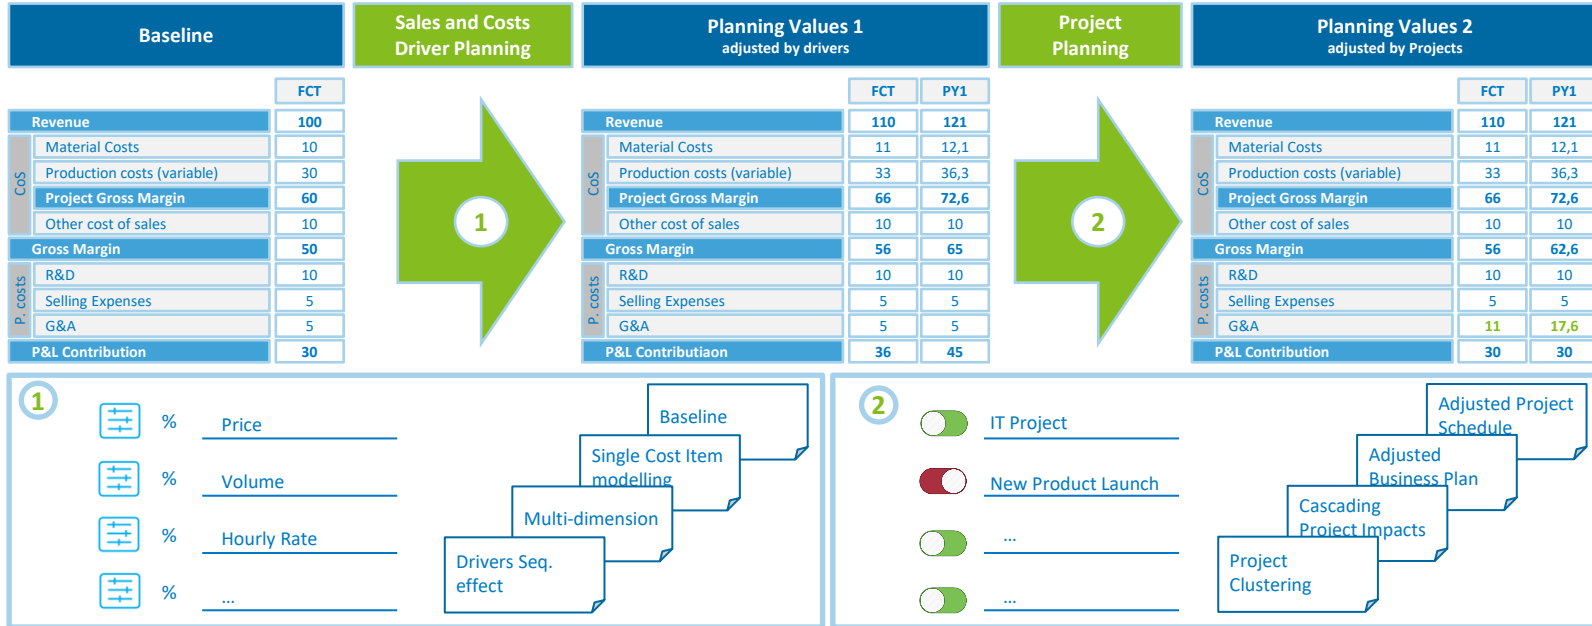 Baseline
Sales and Costs
Driver Planning
Planning Values 1
adjusted by drivers
Project
Planning
Planning Values 2
adjusted by Projects
FCT
Revenue 100
CoS
Material Costs 10
Production costs (variable) 30
Project Gross Margin 60
Other cost of sales 10
Gross Margin 50
P. costs
R&D 10
Selling Expenses 5
G&A 5
P&L Contribution 30
1
FCT PY1
Revenue 110 121
CoS
Material Costs 11 12,1
Production costs (variable) 33 36,3
Project Gross Margin 66 72,6
Other cost of sales 10 10
Gross Margin 56 65
P. costs
R&D 10 10
Selling Expenses 5 5
G&A 5 5
P&L Contributiaon 36 45
2
FCT PY1
Revenue 110 121
CoS
Material Costs 11 12,1
Production costs (variable) 33 36,3
Project Gross Margin 66 72,6
Other cost of sales 10 10
Gross Margin 56 62,6
P. costs
R&D 10 10
Selling Expenses 5 5
G&A 11 17,6
P&L Contribution 30 30
1
% Price
% Volume
% Hourly Rate
% ...
Baseline
Single Cost Item
modelling
Multi-dimension
Drivers Seq.
effect
2
IT Project
New Product Launch
...
...
Adjusted Project
Schedule
Adjusted
Business Plan
Cascading
Project Impacts
Project
Clustering